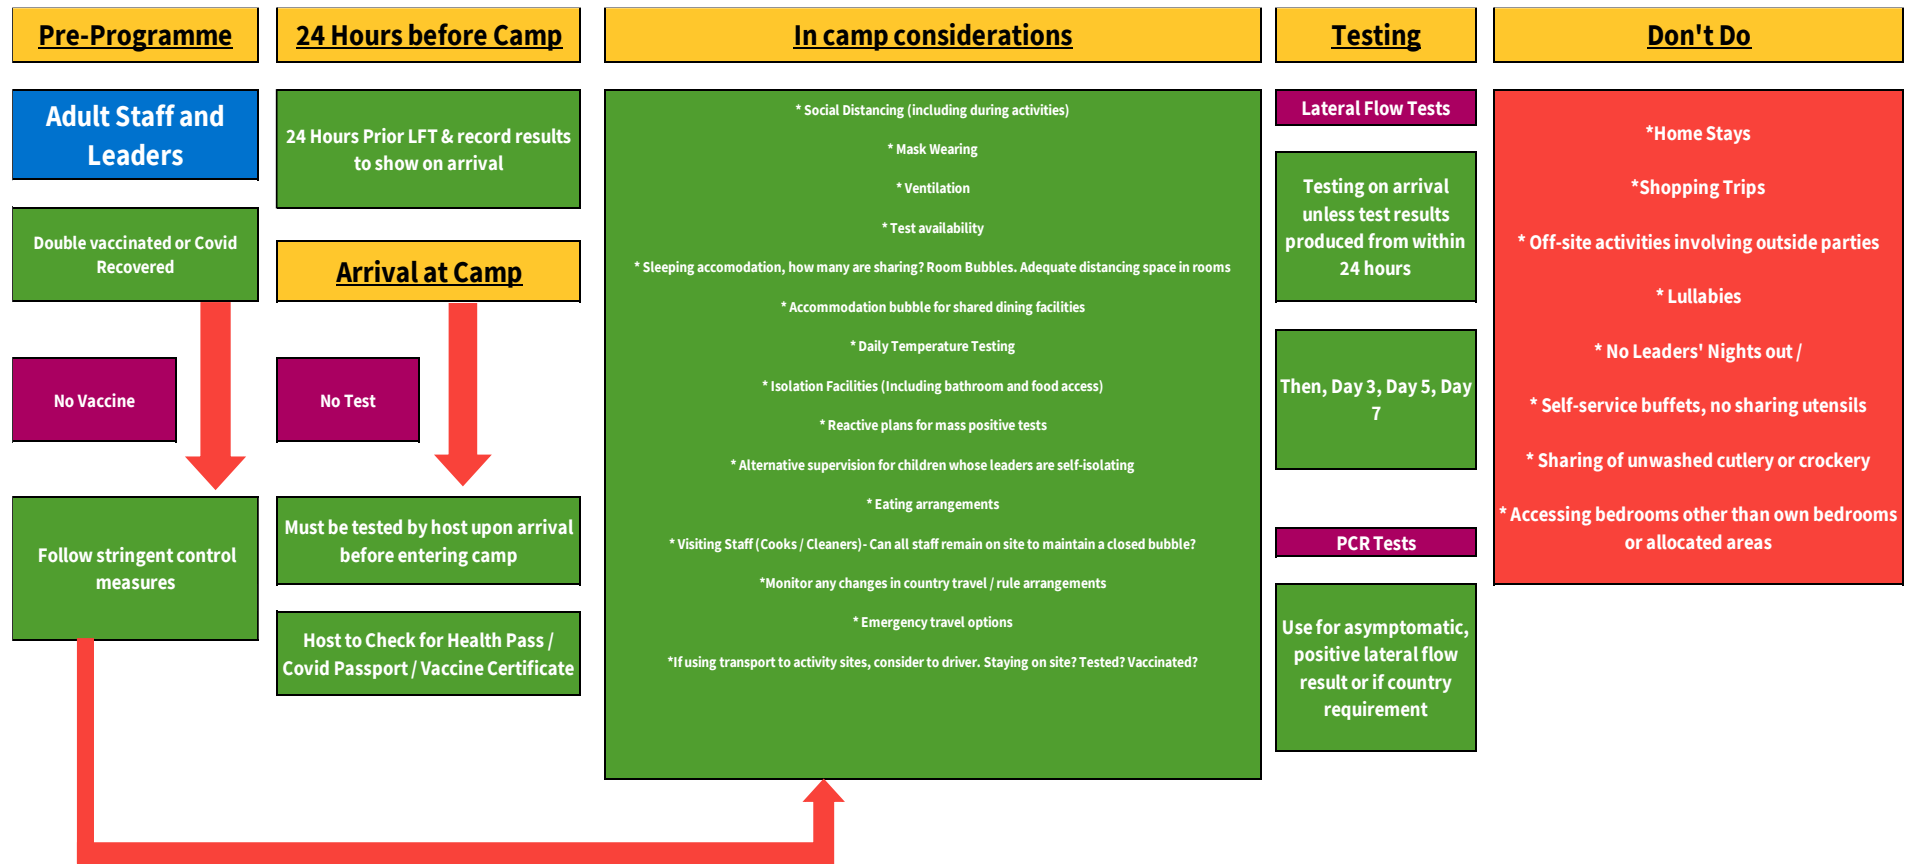 Pre-Programme
Adult Staff and
Leaders
Double vaccinated or Covid
Recovered
No Vaccine
Follow stringent control
measures
24 Hours before Camp
24 Hours Prior LFT & record results
to show on arrival
Arrival at Camp
No Test
Must be tested by host upon arrival
before entering camp
Host to Check for Health Pass /
Covid Passport / Vaccine Certificate
In camp considerations
* Social Distancing (including during activities)
* Mask Wearing
* Ventilation
* Test availability
* Sleeping accomodation, how many are sharing? Room Bubbles. Adequate distancing space in rooms
* Accommodation bubble for shared dining facilities
* Daily Temperature Testing
* Isolation Facilities (Including bathroom and food access)
* Reactive plans for mass positive tests
* Alternative supervision for children whose leaders are self-isolating
* Eating arrangements
* Visiting Staff (Cooks / Cleaners)- Can all staff remain on site to maintain a closed bubble?
*Monitor any changes in country travel / rule arrangements
* Emergency travel options
*If using transport to activity sites, consider to driver. Staying on site? Tested? Vaccinated?
Testing
Lateral Flow Tests
Testing on arrival
unless test results
produced from within
24 hours
Then, Day 3, Day 5, Day
7
PCR Tests
Use for asymptomatic,
positive lateral flow
result or if country
requirement
Don't Do
*Home Stays
*Shopping Trips
* Off-site activities involving outside parties
* Lullabies
* No Leaders' Nights out /
* Self-service buffets, no sharing utensils
* Sharing of unwashed cutlery or crockery
* Accessing bedrooms other than own bedrooms
or allocated areas